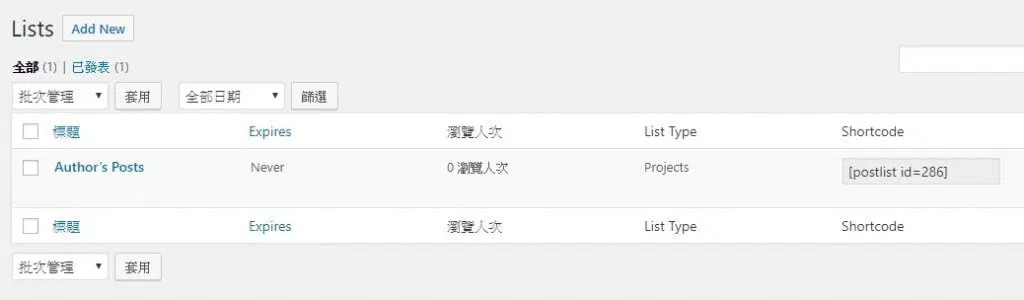 Lists Add New
全部 (1) | 已發表 (1)
批次管理 套用 全部日期 篩選
標題 Expires 瀏覽人次 List Type Shortcode
Author's Posts Never 0 瀏覽人次 Projects [postlist id=286]
標題 Expires 瀏覽人次 List Type Shortcode
批次管理 套用